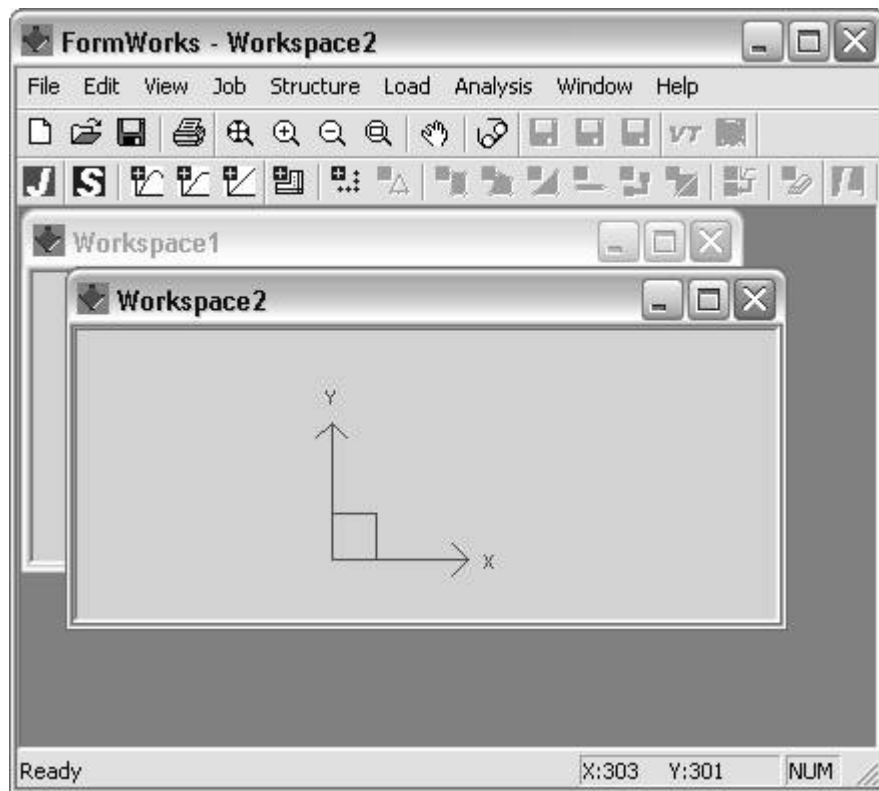 FormWorks - Workspace2
File Edit View Job Structure Load Analysis Window Help
VT
J S
Workspace1
Workspace2
Y
X
Ready X:303 Y:301 NUM